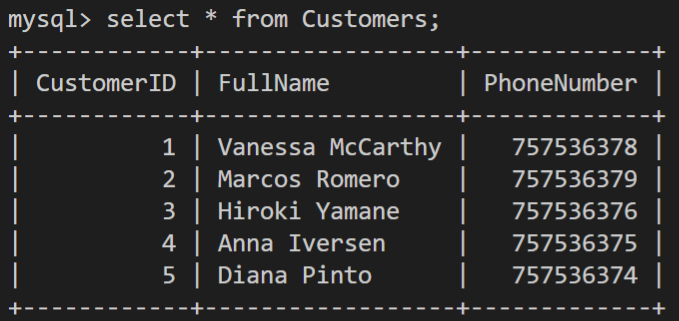 mysql> select * from Customers;
+------------+------------------+-------------+
| CustomerID | FullName         | PhoneNumber |
+------------+------------------+-------------+
|          1 | Vanessa McCarthy |   757536378 |
|          2 | Marcos Romero    |   757536379 |
|          3 | Hiroki Yamane    |   757536376 |
|          4 | Anna Iversen     |   757536375 |
|          5 | Diana Pinto      |   757536374 |
+------------+------------------+-------------+